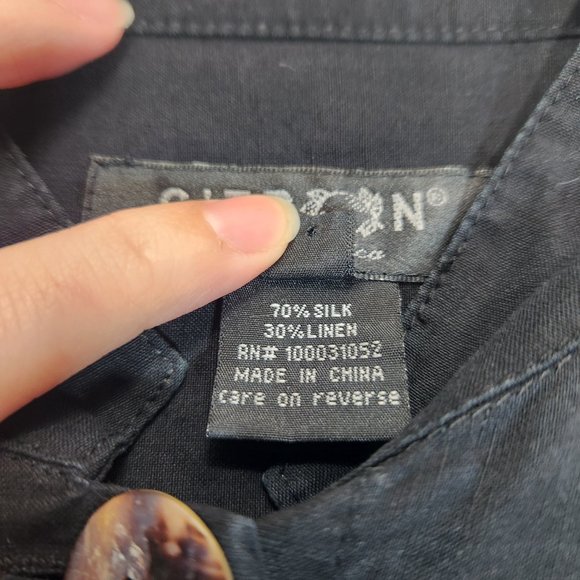 N®
70% SILK
30% LINEN
RN# 100031052
MADE IN CHINA
care on reverse